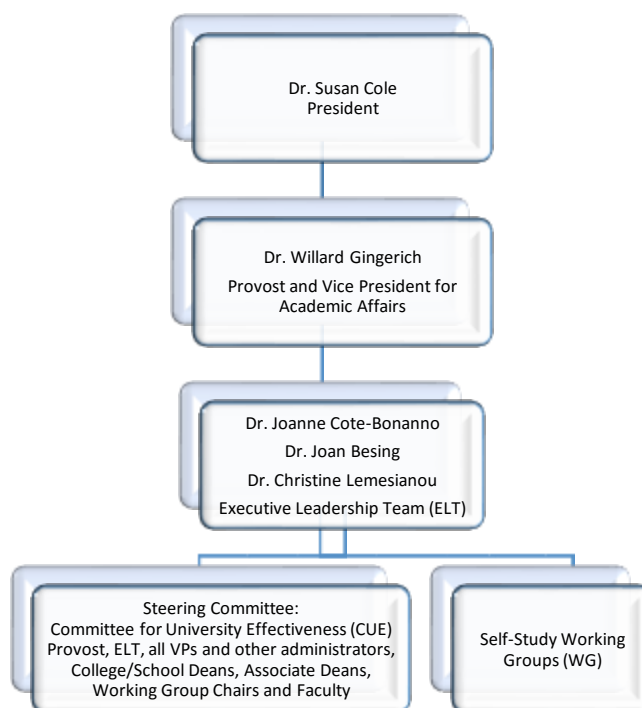 Dr. Susan Cole
President
Dr. Willard Gingerich
Provost and Vice President for
Academic Affairs
Dr. Joanne Cote-Bonanno
Dr. Joan Besing
Dr. Christine Lemesianou
Executive Leadership Team (ELT)
Steering Committee:
Committee for University Effectiveness (CUE)
Provost, ELT, all VPs and other administrators,
College/School Deans, Associate Deans,
Working Group Chairs and Faculty
Self-Study Working
Groups (WG)